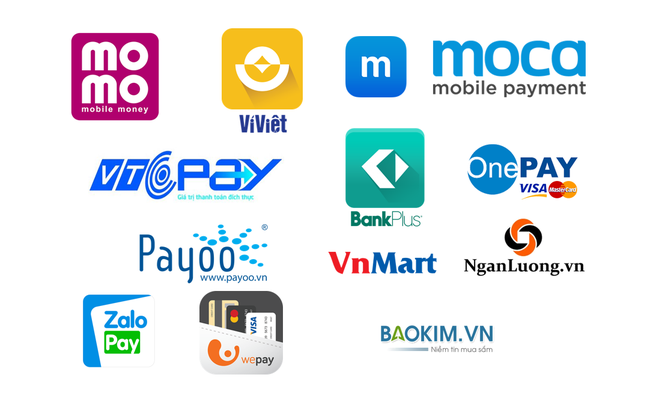 mo
mo
mobile money
VíViệt
m
moca
mobile payment
VTC Pay
Giá trị thanh toán đích thực
BankPlus
OnePAY
VISA MasterCard
Payoo®
www.payoo.vn
VnMart
NganLuong.vn
Zalo
Pay
VISA
wepay
BAOKIM.VN
Niềm tin mua sắm